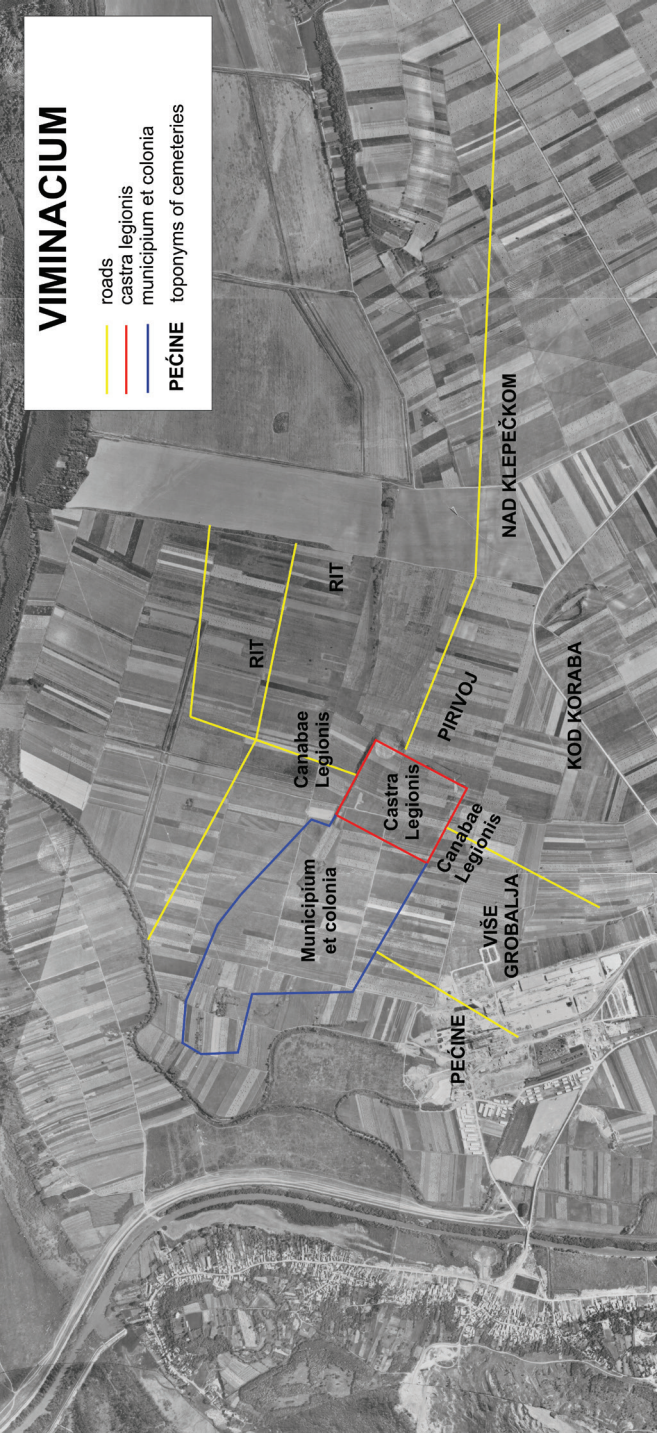 VIMINACIUM
roads
castra legionis
municipium et colonia
PEĆINE toponyms of cemeteries
RIT
RIT
NAD KLEPEČKOM
Canabae
Legionis
PIRIVOJ
KOD KORABA
Castra
Legionis
Canabae
Legionis
Municipium
et colonia
VIŠE
GROBALJA
PEĆINE